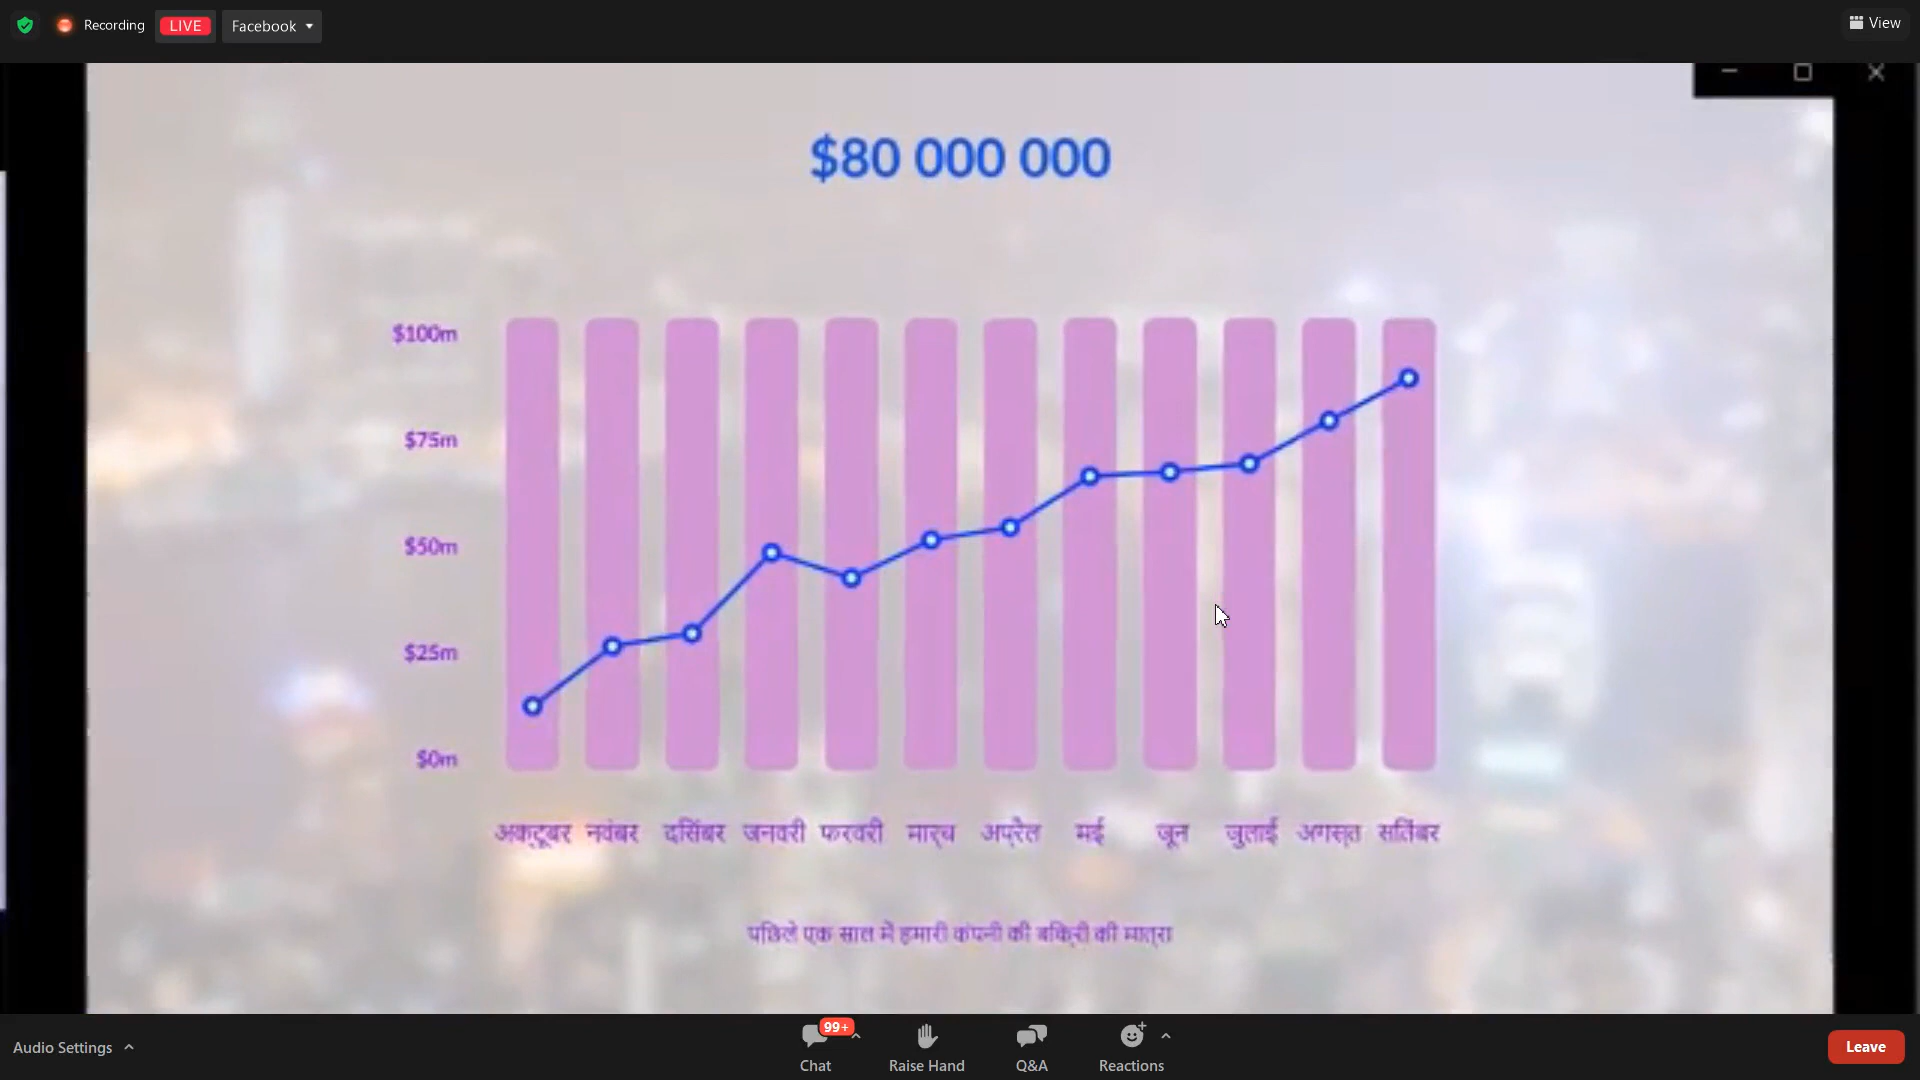 Recording LIVE Facebook
View
$80 000 000
$100m
$75m
$50m
$25m
$0m
अक्टूबर नवंबर दिसंबर जनवरी फरवरी मार्च अप्रैल मई जून जुलाई अगस्त सितंबर
पिछले एक साल में हमारी कंपनी की बिक्री की मात्रा
Audio Settings
99+
Chat Raise Hand Q&A Reactions
Leave